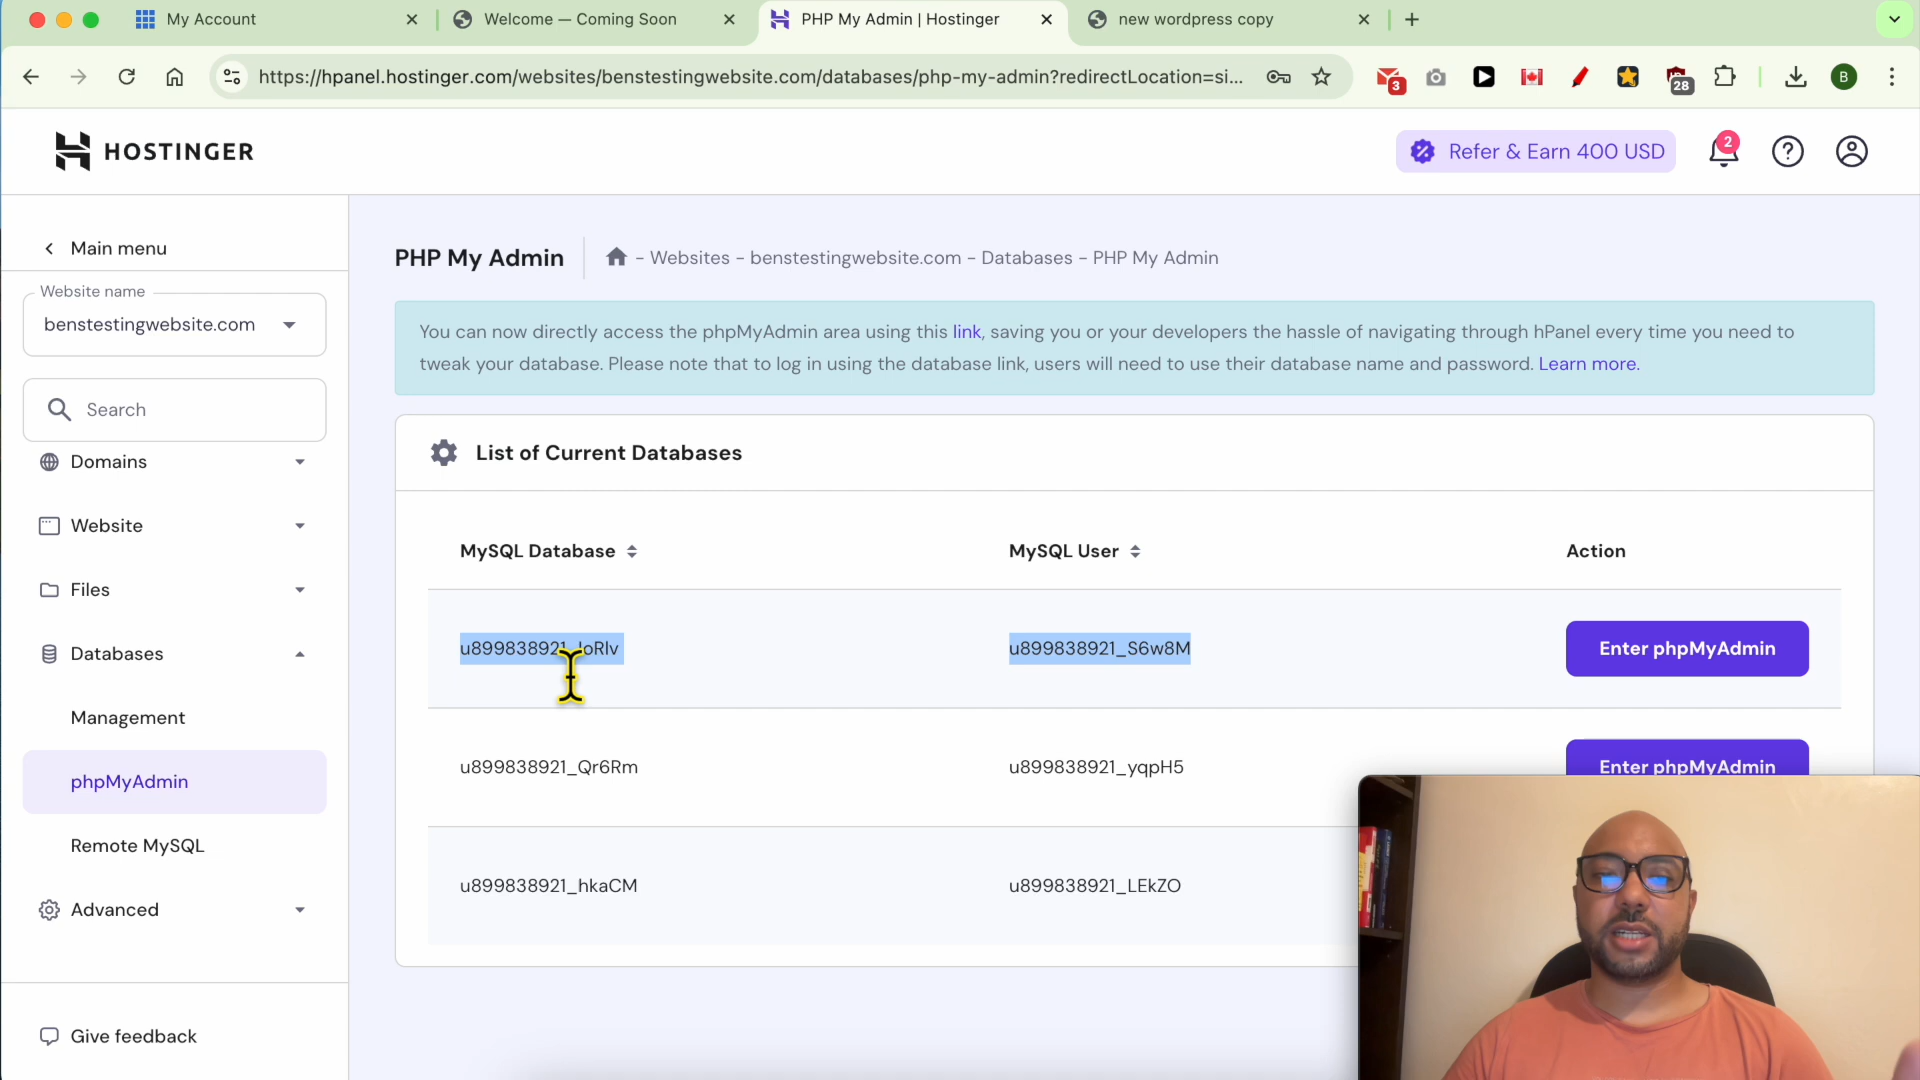 My Account
Welcome — Coming Soon
PHP My Admin | Hostinger
new wordpress copy
https://hpanel.hostinger.com/websites/benstestingwebsite.com/databases/php-my-admin?redirectLocation=si...
3
28
B
HOSTINGER
Refer & Earn 400 USD
2
Main menu
Website name
benstestingwebsite.com
Search
Domains
Website
Files
Databases
Management
phpMyAdmin
Remote MySQL
Advanced
Give feedback
PHP My Admin
- Websites - benstestingwebsite.com - Databases - PHP My Admin
You can now directly access the phpMyAdmin area using this link, saving you or your developers the hassle of navigating through hPanel every time you need to
tweak your database. Please note that to log in using the database link, users will need to use their database name and password. Learn more.
List of Current Databases
MySQL Database
MySQL User
Action
u899838921_S6w8M
Enter phpMyAdmin
u899838921_Qr6Rm
u899838921_yqpH5
Enter phpMyAdmin
u899838921_hkaCM
u899838921_LEkZO